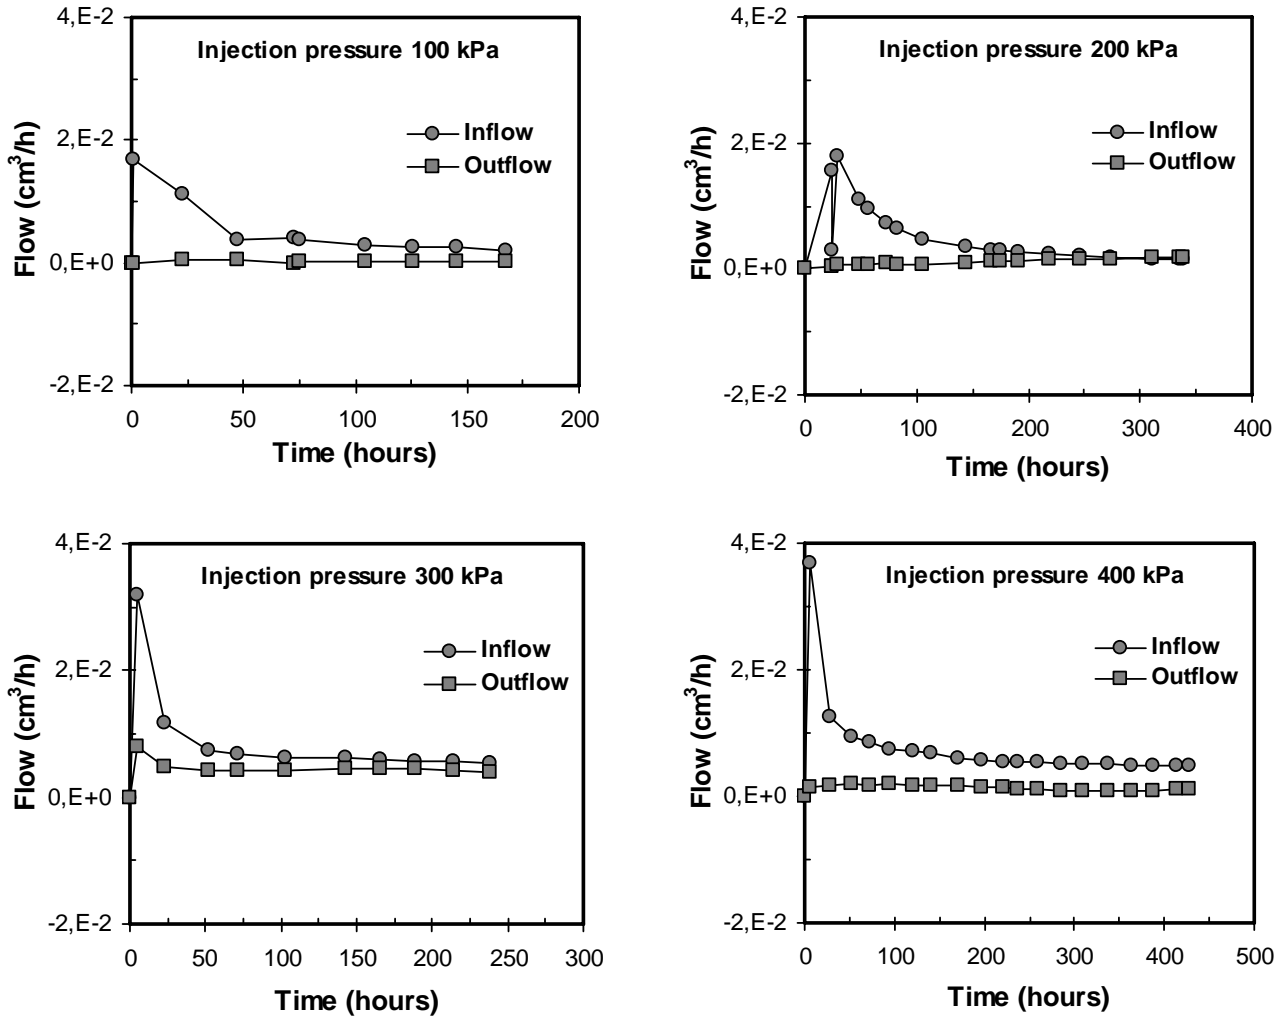 Injection pressure 100 kPa
Inflow
Outflow
4,E-2
2,E-2
0,E+0
-2,E-2
Flow (cm³/h)
0
50
100
150
200
Time (hours)
Injection pressure 200 kPa
Inflow
Outflow
4,E-2
2,E-2
0,E+0
-2,E-2
Flow (cm³/h)
0
100
200
300
400
Time (hours)
Injection pressure 300 kPa
Inflow
Outflow
4,E-2
2,E-2
0,E+0
-2,E-2
Flow (cm³/h)
0
50
100
150
200
250
300
Time (hours)
Injection pressure 400 kPa
Inflow
Outflow
4,E-2
2,E-2
0,E+0
-2,E-2
Flow (cm³/h)
0
100
200
300
400
500
Time (hours)